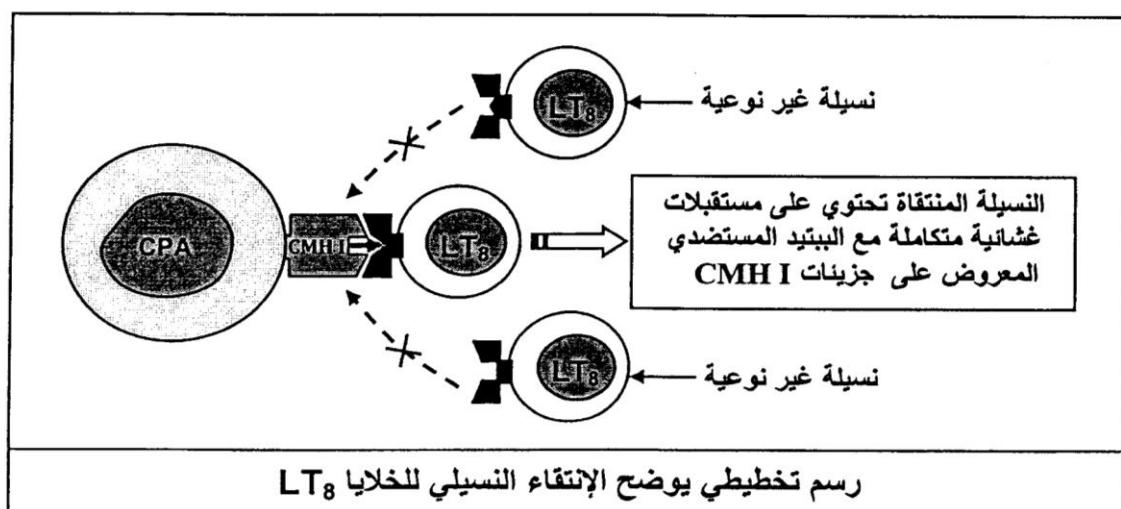 LT8
نسيلة غير نوعية
CPA
CMH I
LT8
النسيلة المنتقاة تحتوي على مستقبلات
غشائية متكاملة مع الببتيد المستضدي
المعروض على جزيئات CMH I
LT8
نسيلة غير نوعية
رسم تخطيطي يوضح الإنتقاء النسيلي للخلايا LT8